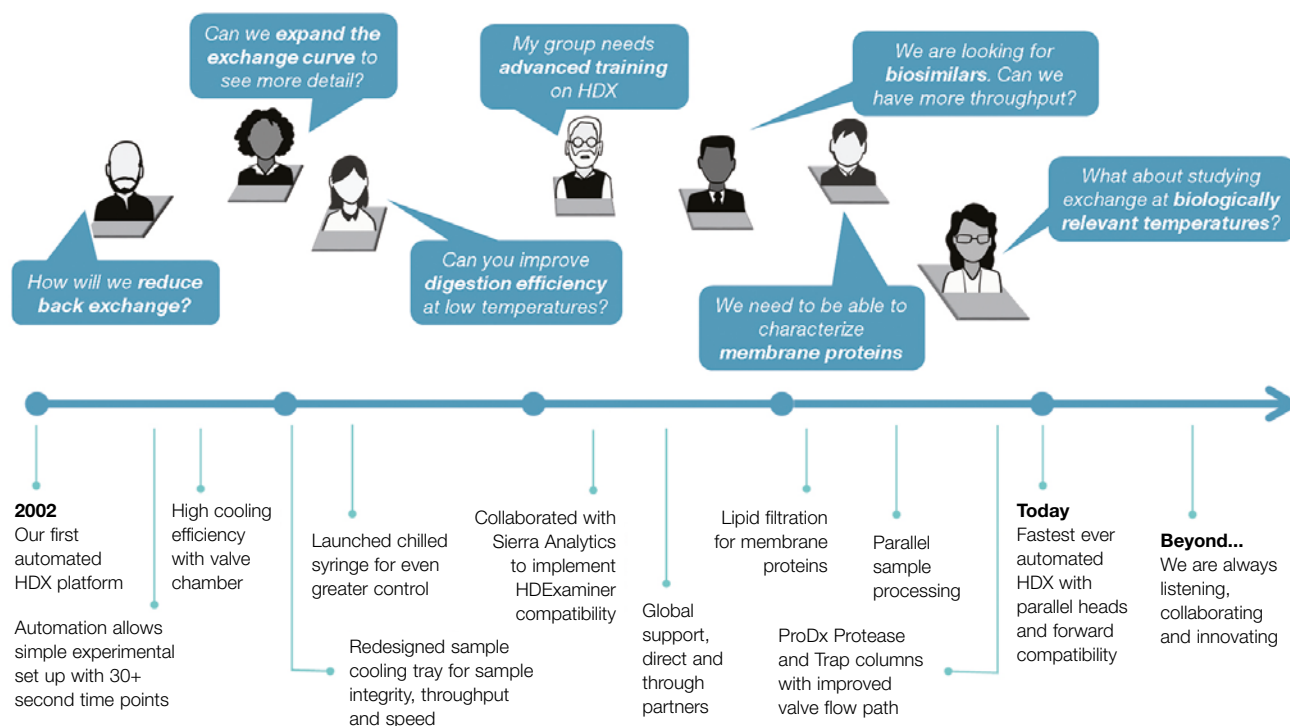 Can we expand the
exchange curve to
see more detail?
My group needs
advanced training
on HDX
We are looking for
biosimilars. Can we
have more throughput?
What about studying
exchange at biologically
relevant temperatures?
How will we reduce
back exchange?
Can you improve
digestion efficiency
at low temperatures?
We need to be able to
characterize
membrane proteins
2002
Our first
automated
HDX platform
Automation allows
simple experimental
set up with 30+
second time points
High cooling
efficiency
with valve
chamber
Launched chilled
syringe for even
greater control
Redesigned sample
cooling tray for sample
integrity, throughput
and speed
Collaborated with
Sierra Analytics
to implement
HDExaminer
compatibility
Global
support,
direct and
through
partners
Lipid filtration
for membrane
proteins
Parallel
sample
processing
ProDx Protease
and Trap columns
with improved
valve flow path
Today
Fastest ever
automated
HDX with
parallel heads
and forward
compatibility
Beyond...
We are always
listening,
collaborating
and innovating